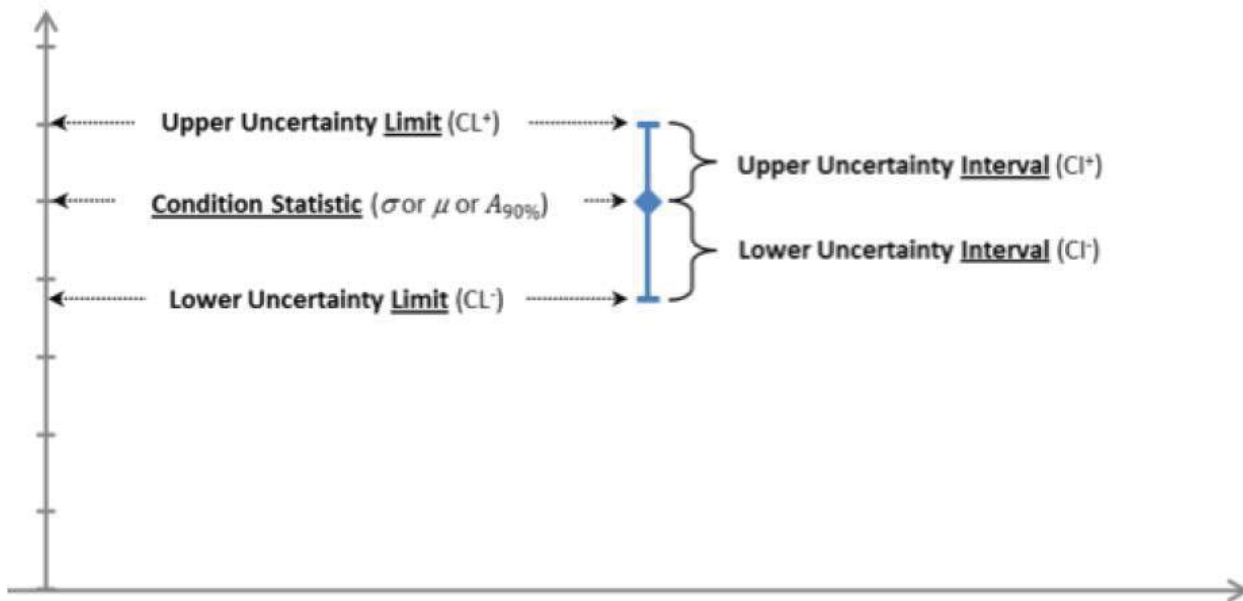 Upper Uncertainty Limit (CL⁺)
Upper Uncertainty Interval (CI⁺)
Condition Statistic (σ or μ or A₉₀%)
Lower Uncertainty Interval (CI⁻)
Lower Uncertainty Limit (CL⁻)